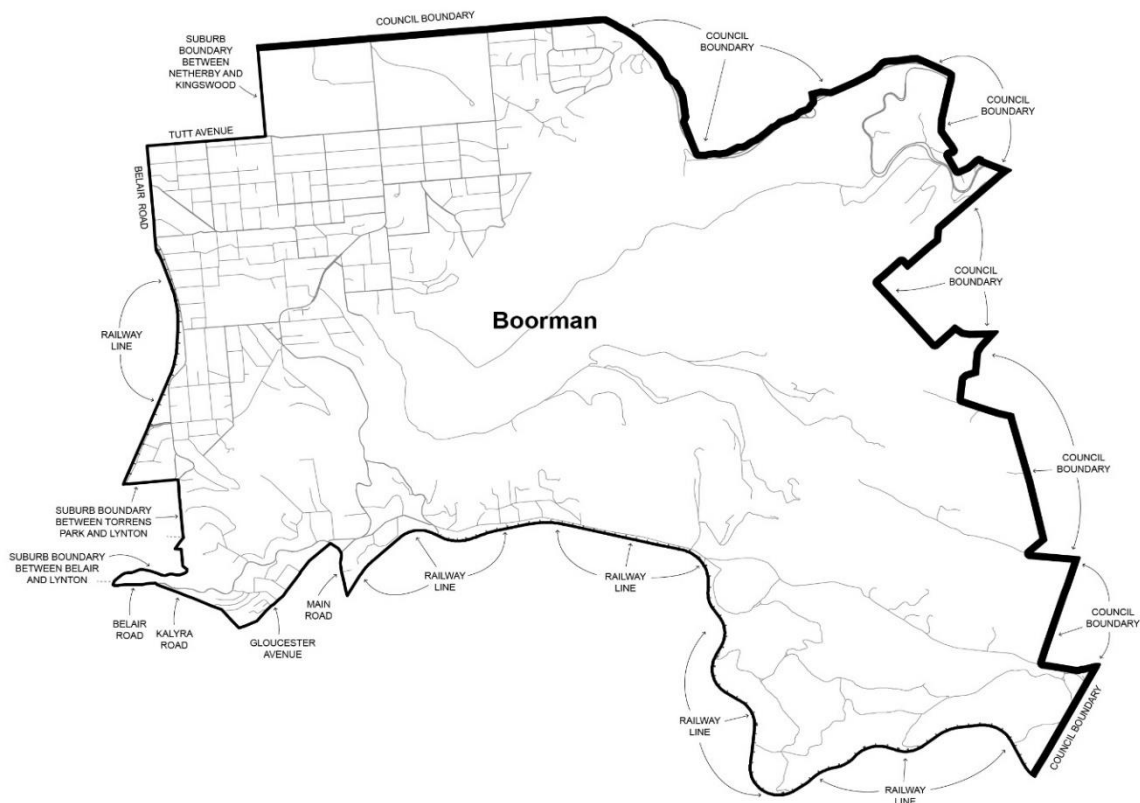 COUNCIL BOUNDARY
SUBURB
BOUNDARY
BETWEEN
NETHERBY AND
KINGSWOOD
COUNCIL
BOUNDARY
COUNCIL
BOUNDARY
TUTT AVENUE
BELAIR ROAD
COUNCIL
BOUNDARY
Boorman
RAILWAY
LINE
COUNCIL
BOUNDARY
SUBURB BOUNDARY
BETWEEN TORRENS
PARK AND LYNTON
SUBURB BOUNDARY
BETWEEN BELAIR
AND LYNTON
RAILWAY
LINE
RAILWAY
LINE
MAIN
ROAD
COUNCIL
BOUNDARY
BELAIR
ROAD
KALYRA
ROAD
GLOUCESTER
AVENUE
COUNCIL BOUNDARY
RAILWAY
LINE
RAILWAY
LINE